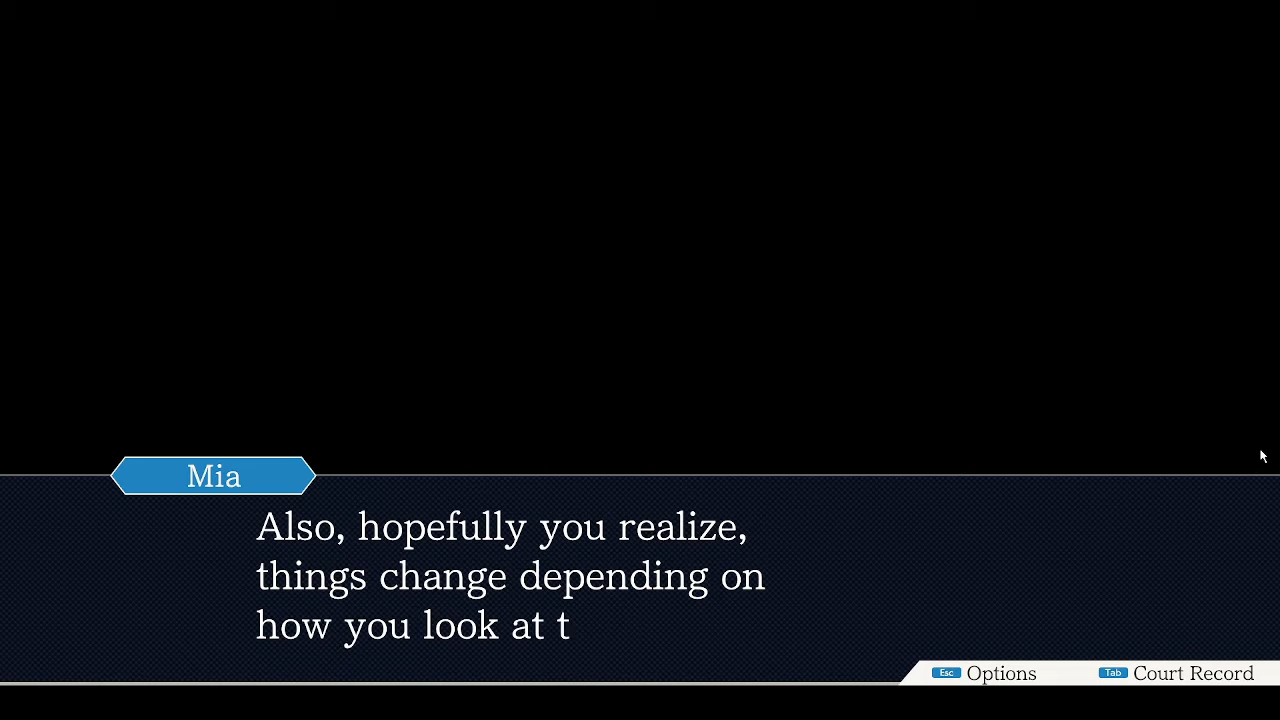 Mia
Also, hopefully you realize,
things change depending on
how you look at t
Esc Options Tab Court Record